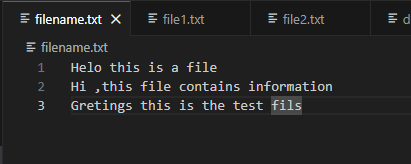 filename.txt file1.txt file2.txt d
filename.txt
1 Helo this is a file
2 Hi ,this file contains information
3 Gretings this is the test fils